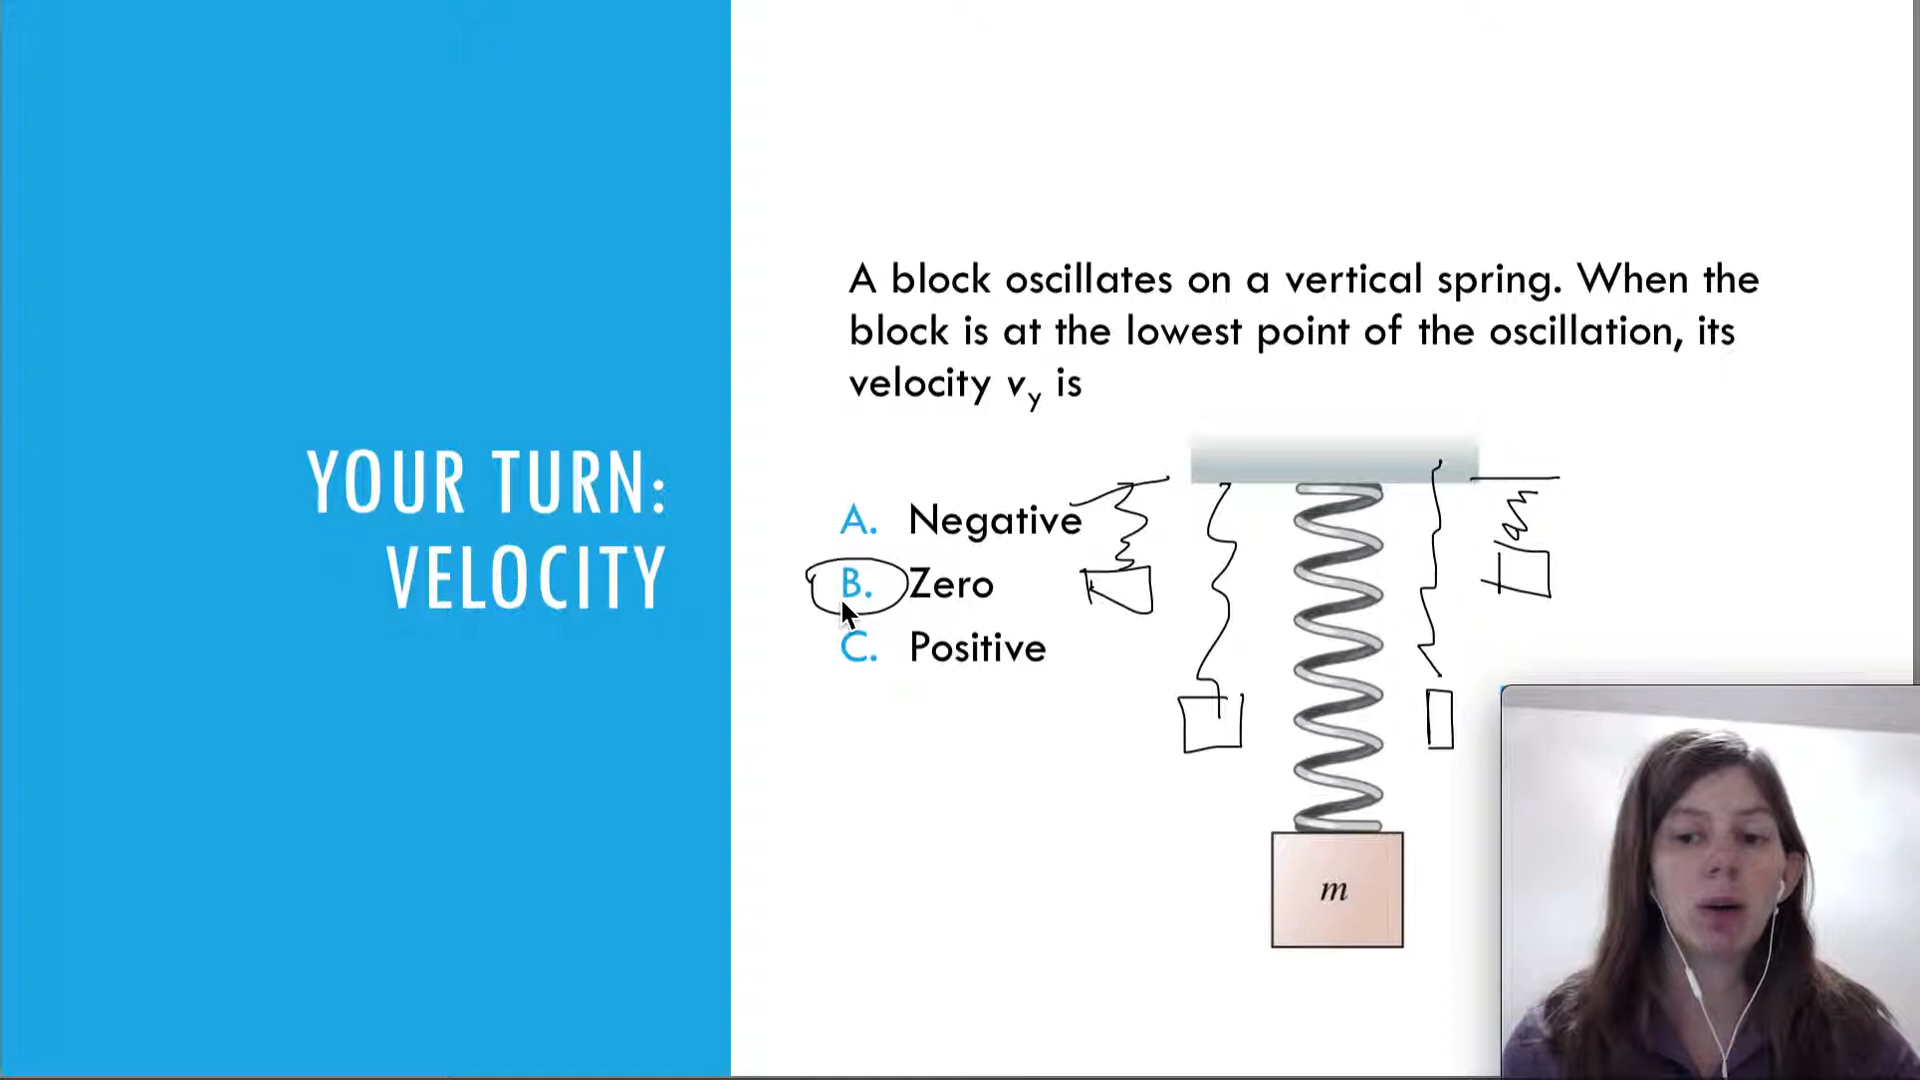 YOUR TURN:
VELOCITY
A block oscillates on a vertical spring. When the
block is at the lowest point of the oscillation, its
velocity vy is
A. Negative
B. Zero
C. Positive
m